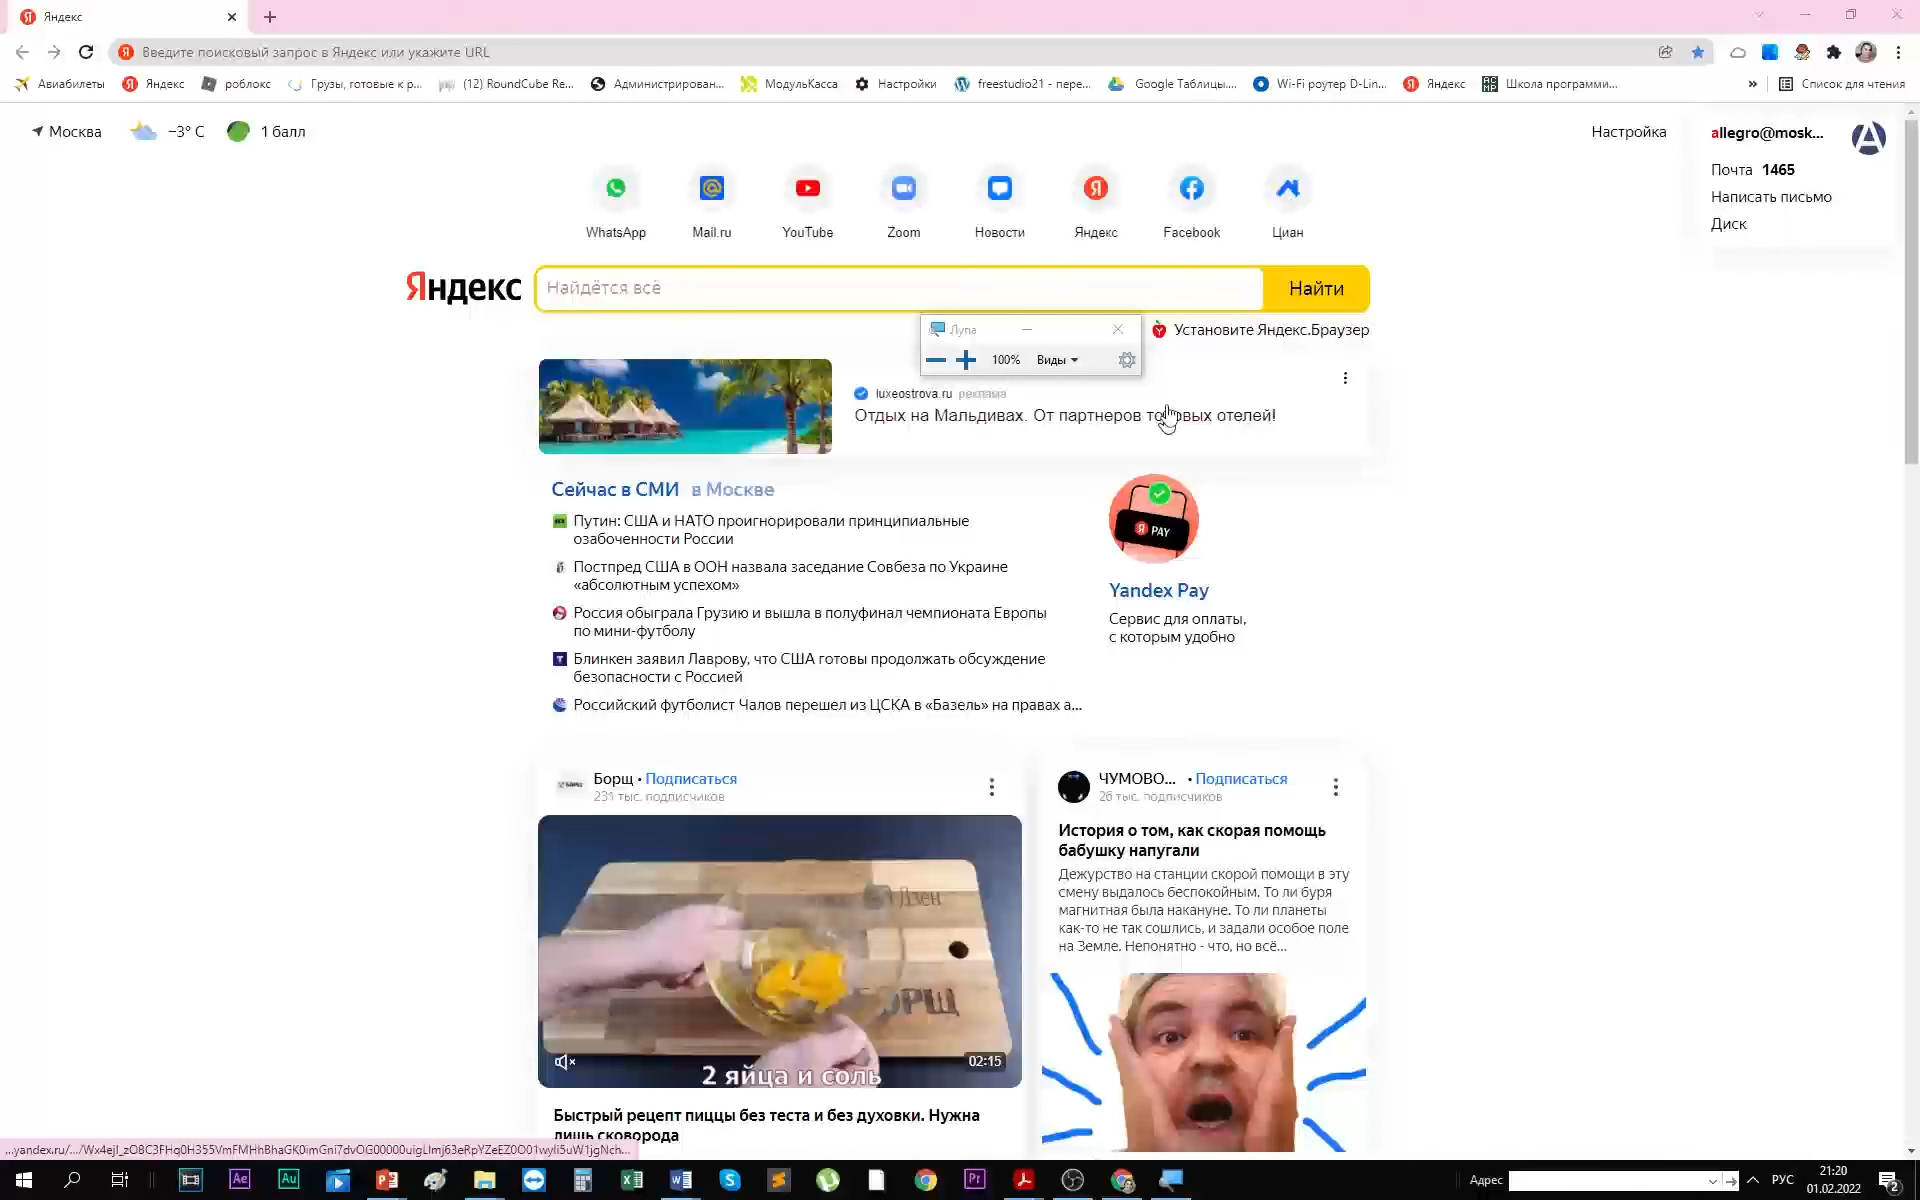 Яндекс
Введите поисковый запрос в Яндекс или укажите URL
Авиабилеты
Яндекс
роблокс
Грузы, готовые к р...
(12) RoundCube Re...
Администрирован...
МодульКасса
Настройки
freestudio21 - пере...
Google Таблицы....
Wi-Fi роутер D-Lin...
Яндекс
Школа программи...
»
Список для чтения
Москва
−3° C
1 балл
Настройка
allegro@mosk...
Почта 1465
Написать письмо
Диск
WhatsApp
Mail.ru
YouTube
Zoom
Новости
Яндекс
Facebook
Циан
Яндекс
Найдётся всё
Найти
Лупа
100%
Виды
Установите Яндекс.Браузер
luxeostrova.ru реклама
Отдых на Мальдивах. От партнеров отелей!
Сейчас в СМИ в Москве
Путин: США и НАТО проигнорировали принципиальные
озабоченности России
Постпред США в ООН назвала заседание Совбеза по Украине
«абсолютным успехом»
Россия обыграла Грузию и вышла в полуфинал чемпионата Европы
по мини-футболу
Блинкен заявил Лаврову, что США готовы продолжать обсуждение
безопасности с Россией
Российский футболист Чалов перешел из ЦСКА в «Базель» на правах а...
Я PAY
Yandex Pay
Сервис для оплаты,
с которым удобно
Борщ • Подписаться
231 тыс. подписчиков
Дзен
2 яйца и соль
02:15
Быстрый рецепт пиццы без теста и без духовки. Нужна
лишь сковорода
ЧУМОВО... • Подписаться
26 тыс. подписчиков
История о том, как скорая помощь
бабушку напугали
Дежурство на станции скорой помощи в эту
смену выдалось беспокойным. То ли буря
магнитная была накануне. То ли планеты
как-то не так сошлись, и задали особое поле
на Земле. Непонятно - что, но всё...
Адрес
РУС
21:20
01.02.2022
2